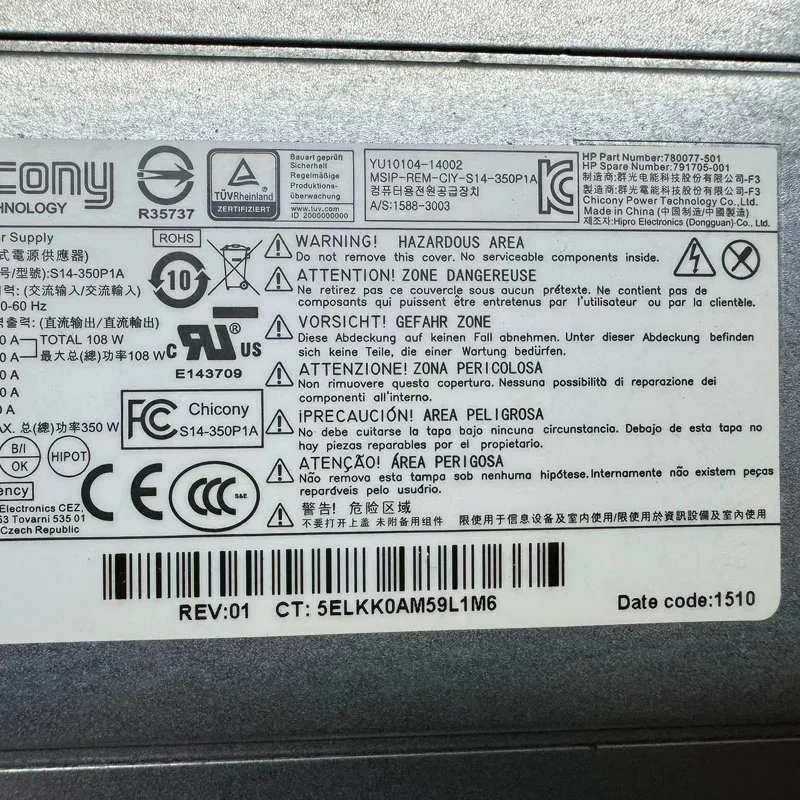 cony
HNOLOGY
R35737
TÜVRheinland
ZERTIFIZIERT
Bauart geprüft
Sicherheit
Regelmäßige
Produktions-
überwachung
www.tuv.com
ID 2000000000
YU10104-14002
MSIP-REM-CIY-S14-350P1A
컴퓨터용전원공급장치
A/S:1588-3003
HP Part Number:780077-501
HP Spare Number:791705-001
制造商：群光电能科技股份有限公司-F3
製造商：群光電能科技股份有限公司-F3
Chicony Power Technology Co.,Ltd.
Made in China (中国制造/中國製造)
제조자:Hipro Electronics (Dongguan) Co., Ltd.
er Supply
式電源供應器)
号/型號):S14-350P1A
(交流输入/交流輸入)
0-60 Hz
출력: (直流输出/直流輸出)
0 A
TOTAL 108 W
0 A
最大总(總)功率108 W
0 A
0 A
0 A
AX. 总(總)功率350 W
B/I
OK
HIPOT
ency
ROHS
10
c RU ® US
E143709
FC Chicony
S14-350P1A
CE
CCC S&E
Electronics CEZ,
53 Tovarni 535 01
Czech Republic
WARNING! HAZARDOUS AREA
Do not remove this cover. No serviceable components inside.
ATTENTION! ZONE DANGEREUSE
Ne retirez pas ce couvercle sous aucun prétexte. Ne contient pas de
composants qui puissent être entretenus par l'utilisateur ou par la clientèle.
VORSICHT! GEFAHR ZONE
Diese Abdeckung auf keinen Fall abnehmen. Unter dieser Abdeckung befinden
sich keine Teile, die einer Wartung bedürfen.
ATTENZIONE! ZONA PERICOLOSA
Non rimuovere questa copertura. Nessuna possibilità di reparazione dei
componenti all'interno.
¡PRECAUCIÓN! AREA PELIGROSA
No debe cuitarse la tapa bajo ninguna circunstancia. Debajo de esta tapa no
hay piezas reparables por el propietario.
ATENÇÃO! ÁREA PERIGOSA
Não remova esta tampa sob nenhuma hipótese.Internamente não existem peças
reparáveis pelo usuário.
警告! 危险区域
不要打开上盖 未附备用组件 限使用于信息设备及室内使用/限使用於資訊設備及室內使用
REV:01 CT: 5ELKK0AM59L1M6
Date code:1510